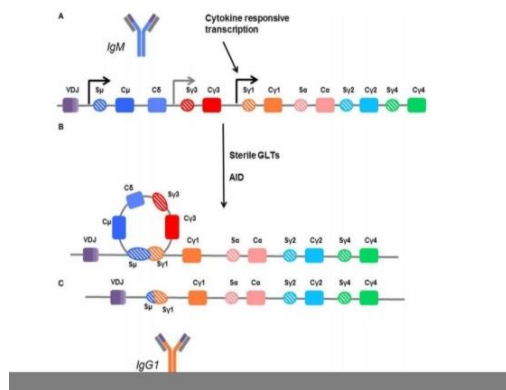 A
IgM
Cytokine responsive
transcription
VDJ Sμ Cμ Cδ Sγ3 Cγ3 Sγ1 Cγ1 Sα Cα Sγ2 Cγ2 Sγ4 Cγ4
B
Sterile GLTs
AID
Cδ Sγ3
Cμ Cγ3
VDJ Cγ1 Sα Cα Sγ2 Cγ2 Sγ4 Cγ4
Sμ Sγ1
C
VDJ Cγ1 Sα Cα Sγ2 Cγ2 Sγ4 Cγ4
Sμ Sγ1
IgG1